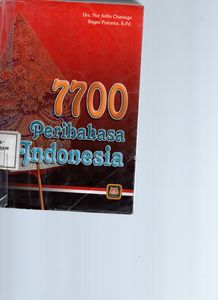 Drs. Nur Arifin Chaniago
Bagas Pratama, S.Pd.
7700
Peribahasa
Indonesia